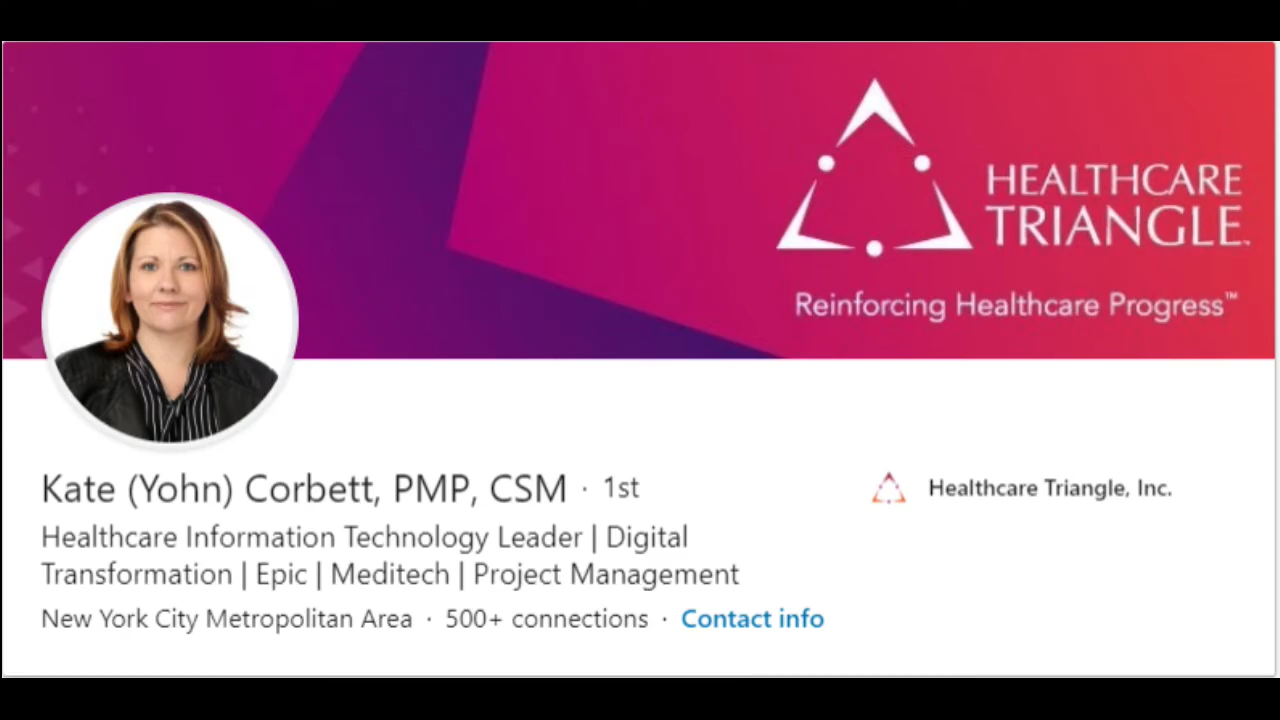 HEALTHCARE
TRIANGLE™
Reinforcing Healthcare Progress™
Kate (Yohn) Corbett, PMP, CSM · 1st
Healthcare Triangle, Inc.
Healthcare Information Technology Leader | Digital
Transformation | Epic | Meditech | Project Management
New York City Metropolitan Area · 500+ connections · Contact info